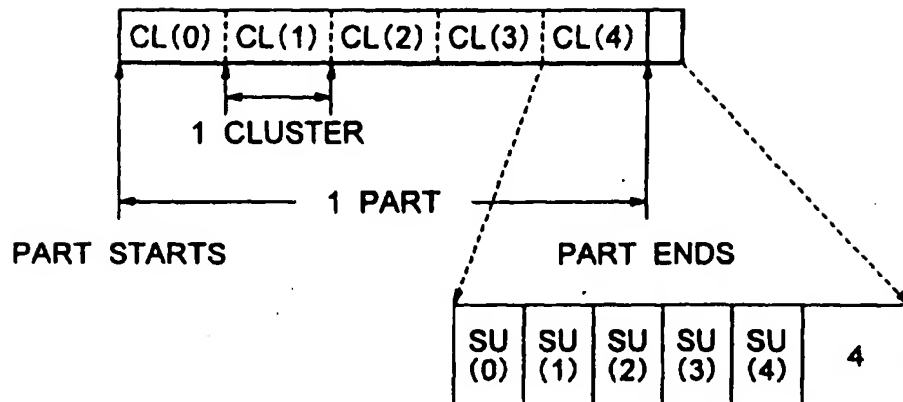 CL(0) CL(1) CL(2) CL(3) CL(4)
1 CLUSTER
1 PART
PART STARTS PART ENDS
SU SU SU SU SU
(0) (1) (2) (3) (4) 4